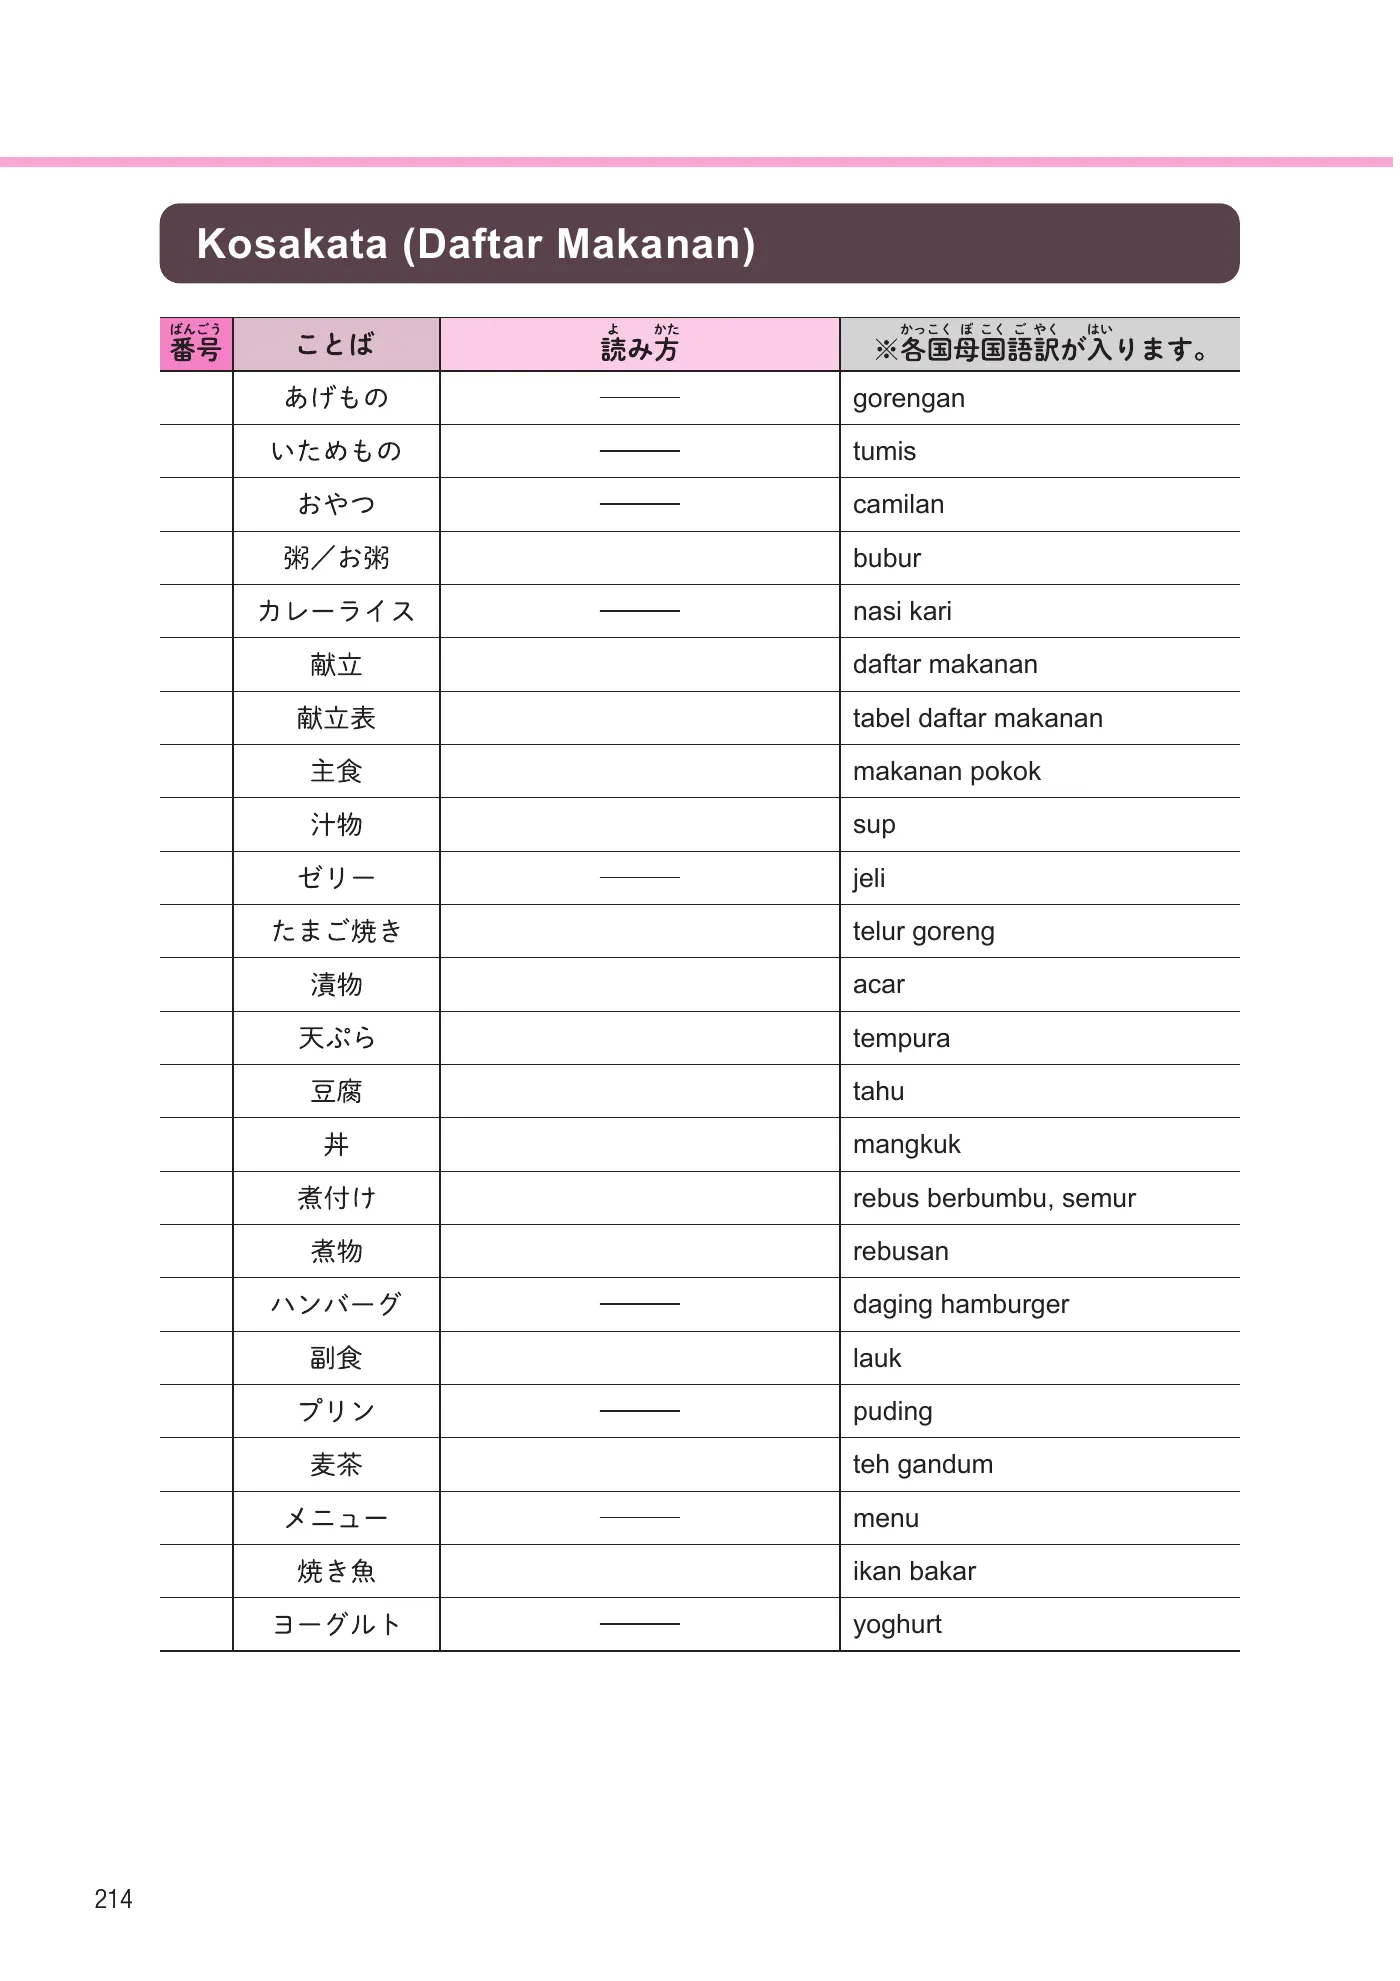 Kosakata (Daftar Makanan)
ばんごう よ かた かっこく ぼ こく ご やく はい
番号 ことば 読み方 ※各国母国語訳が入ります。
あげもの ─── gorengan
いためもの ─── tumis
おやつ ─── camilan
粥／お粥 bubur
カレーライス ─── nasi kari
献立 daftar makanan
献立表 tabel daftar makanan
主食 makanan pokok
汁物 sup
ゼリー ─── jeli
たまご焼き telur goreng
漬物 acar
天ぷら tempura
豆腐 tahu
丼 mangkuk
煮付け rebus berbumbu, semur
煮物 rebusan
ハンバーグ ─── daging hamburger
副食 lauk
プリン ─── puding
麦茶 teh gandum
メニュー ─── menu
焼き魚 ikan bakar
ヨーグルト ─── yoghurt
214